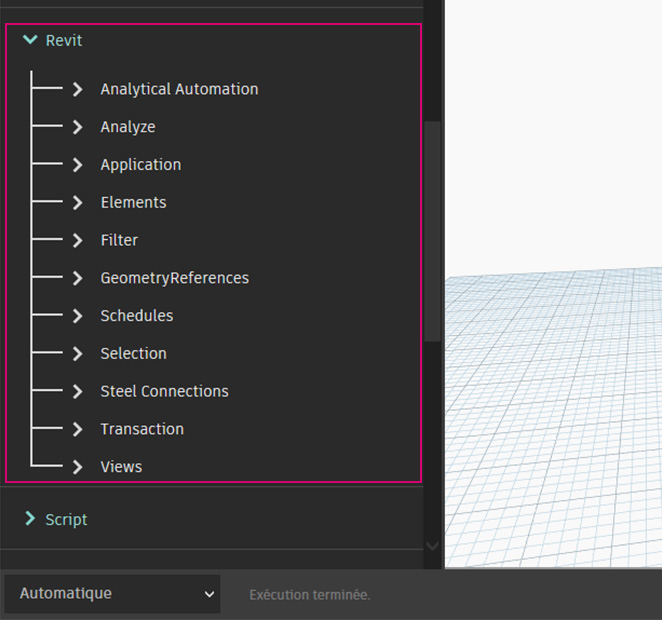 Revit
Analytical Automation
Analyze
Application
Elements
Filter
GeometryReferences
Schedules
Selection
Steel Connections
Transaction
Views
Script
Automatique
Exécution terminée.